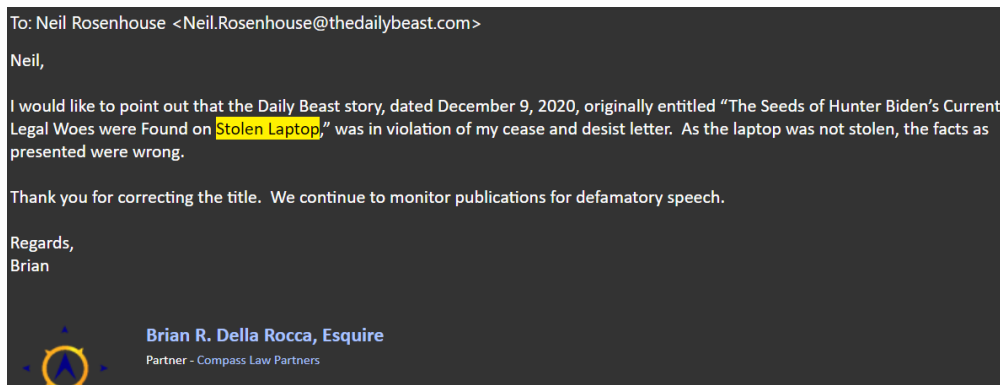 To: Neil Rosenhouse <Neil.Rosenhouse@thedailybeast.com>
Neil,
I would like to point out that the Daily Beast story, dated December 9, 2020, originally entitled “The Seeds of Hunter Biden’s Current
Legal Woes were Found on Stolen Laptop,” was in violation of my cease and desist letter.  As the laptop was not stolen, the facts as
presented were wrong.
Thank you for correcting the title.  We continue to monitor publications for defamatory speech.
Regards,
Brian
Brian R. Della Rocca, Esquire
Partner - Compass Law Partners